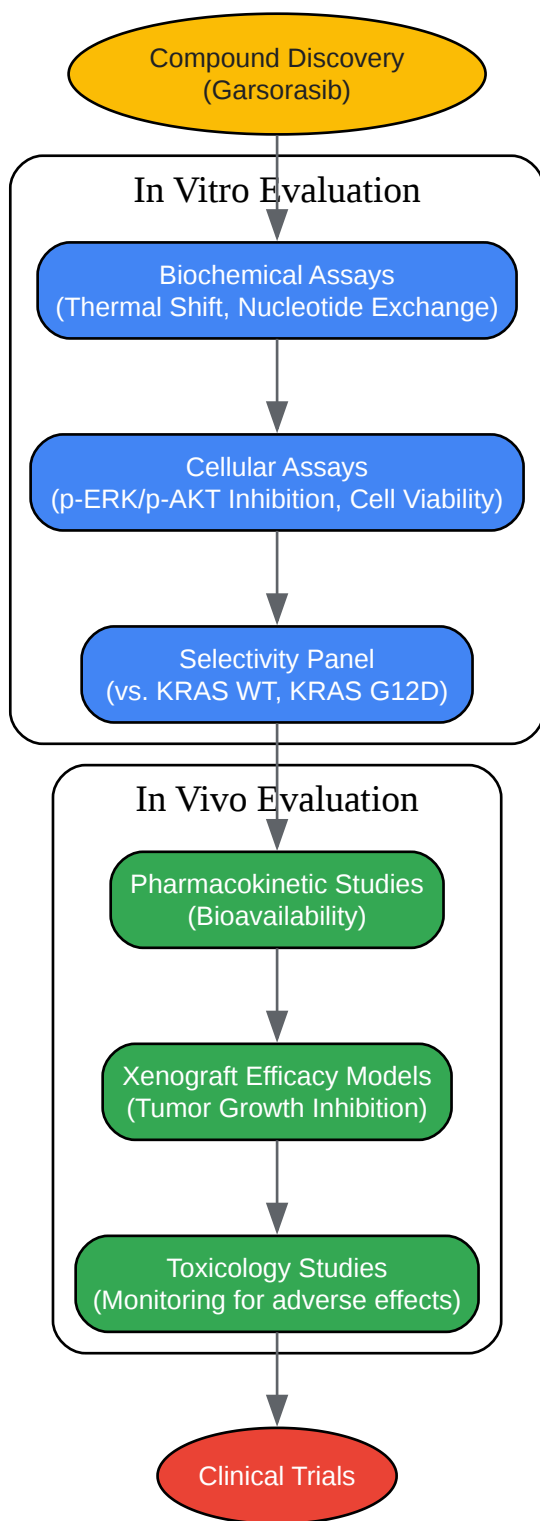 Compound Discovery
(Garsorasib)
In Vitro Evaluation
Biochemical Assays
(Thermal Shift, Nucleotide Exchange)
Cellular Assays
(p-ERK/p-AKT Inhibition, Cell Viability)
Selectivity Panel
(vs. KRAS WT, KRAS G12D)
In Vivo Evaluation
Pharmacokinetic Studies
(Bioavailability)
Xenograft Efficacy Models
(Tumor Growth Inhibition)
Toxicology Studies
(Monitoring for adverse effects)
Clinical Trials